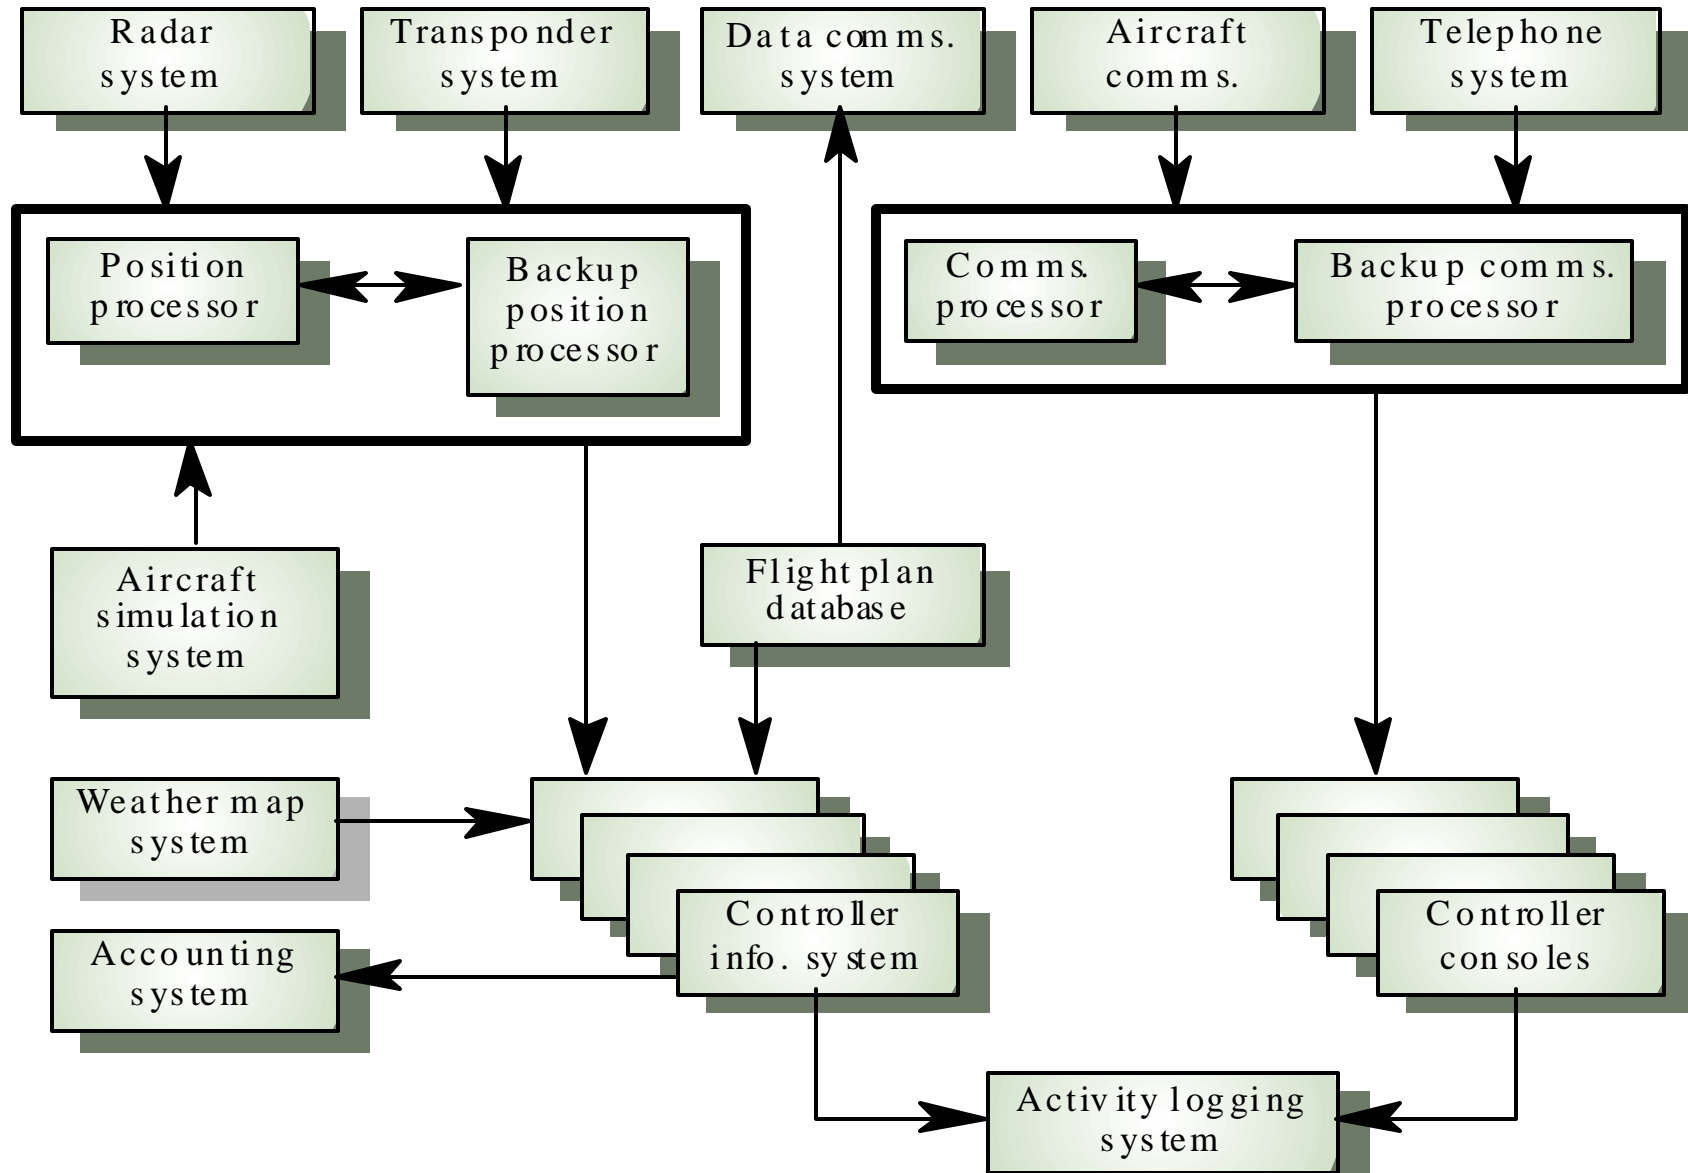 Radar
system
Transponder
system
Data comms.
system
Aircraft
comms.
Telephone
system
Position
processor
Backup
position
processor
Comms.
processor
Backup comms.
processor
Aircraft
simulation
system
Flight plan
database
Weather map
system
Accounting
system
Controller
info. system
Controller
consoles
Activity logging
system